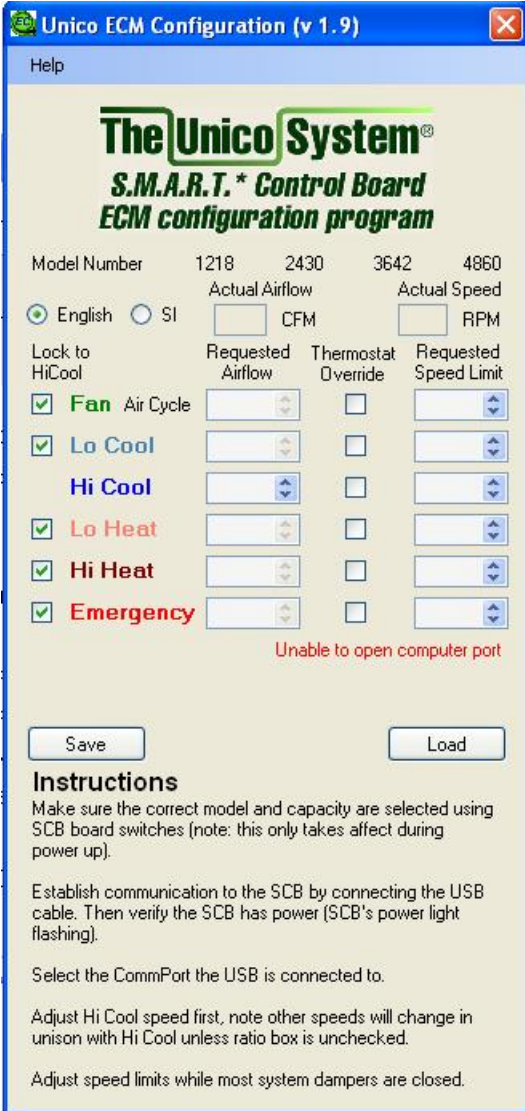 Unico ECM Configuration (v 1.9)
Help
The Unico System®
S.M.A.R.T.* Control Board
ECM configuration program
Model Number 1218 2430 3642 4860
Actual Airflow Actual Speed
English SI CFM RPM
Lock to Requested Thermostat Requested
HiCool Airflow Override Speed Limit
Fan Air Cycle
Lo Cool
Hi Cool
Lo Heat
Hi Heat
Emergency
Unable to open computer port
Save Load
Instructions
Make sure the correct model and capacity are selected using
SCB board switches (note: this only takes affect during
power up).
Establish communication to the SCB by connecting the USB
cable. Then verify the SCB has power (SCB's power light
flashing).
Select the CommPort the USB is connected to.
Adjust Hi Cool speed first, note other speeds will change in
unison with Hi Cool unless ratio box is unchecked.
Adjust speed limits while most system dampers are closed.